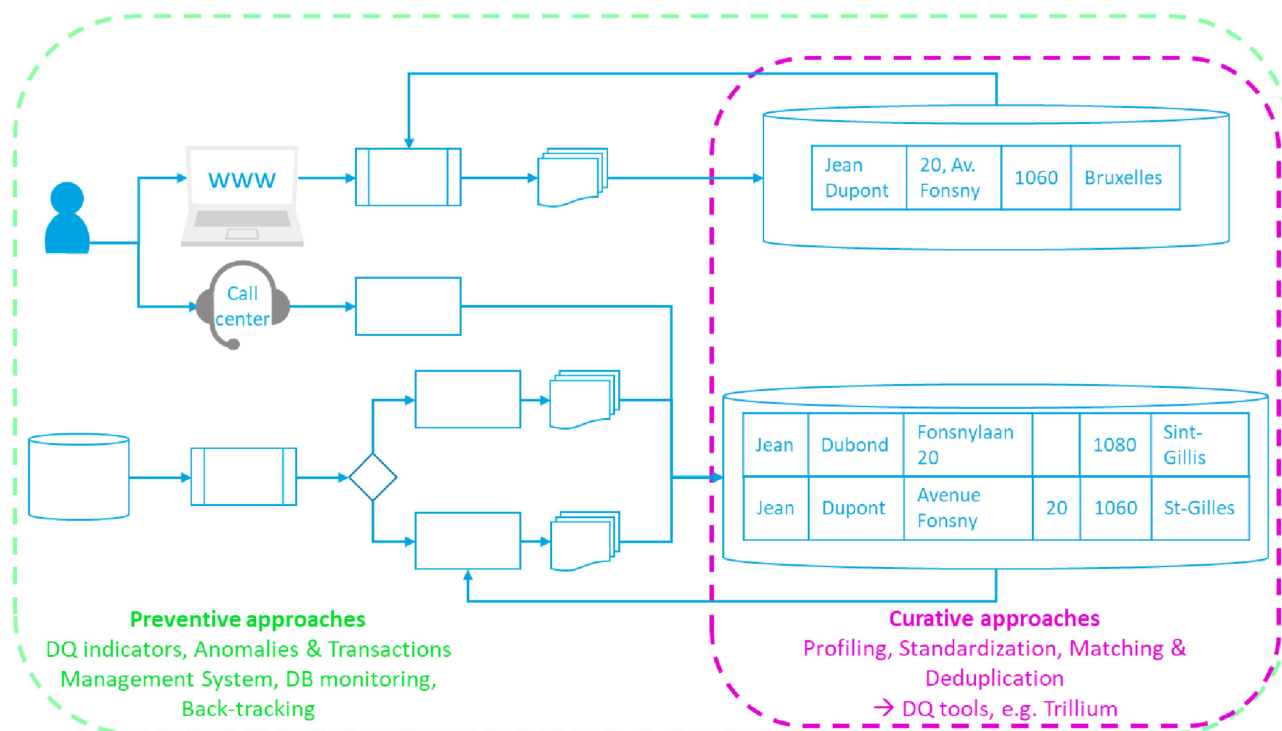 www
Jean
Dupont
20, Av.
Fonsny
1060
Bruxelles
Call
center
Jean
Dubond
Fonsnylaan
20
1080
Sint-
Gillis
Jean
Dupont
Avenue
Fonsny
20
1060
St-Gilles
Preventive approaches
DQ indicators, Anomalies & Transactions
Management System, DB monitoring,
Back-tracking
Curative approaches
Profiling, Standardization, Matching &
Deduplication
→ DQ tools, e.g. Trillium